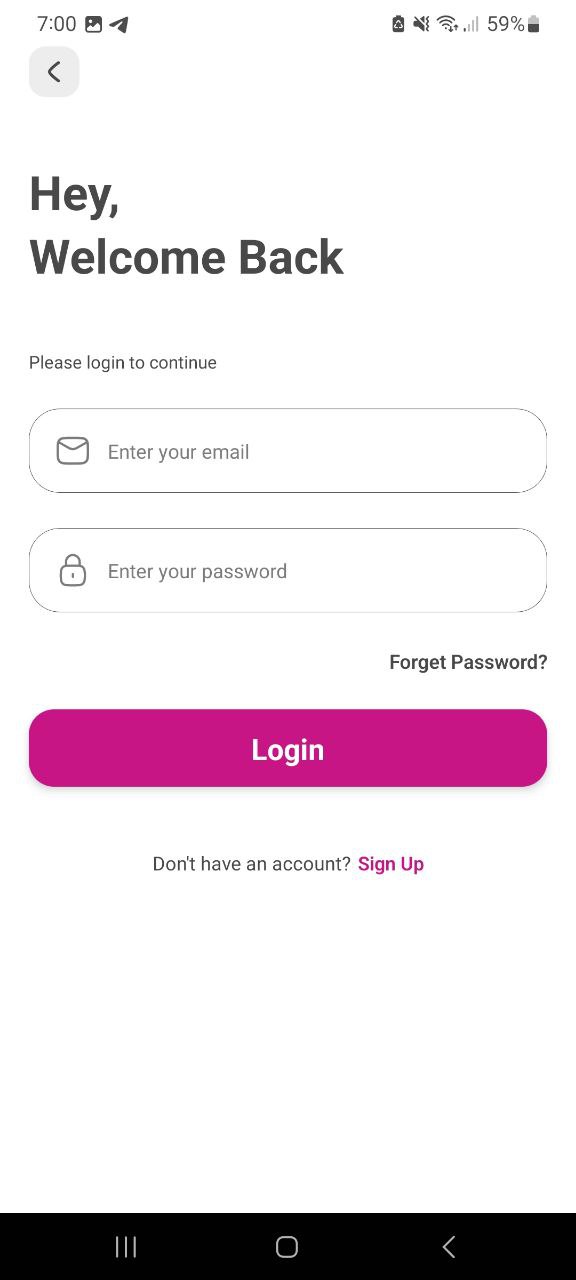 7:00 59%
Hey,
Welcome Back
Please login to continue
Enter your email
Enter your password
Forget Password?
Login
Don't have an account? Sign Up